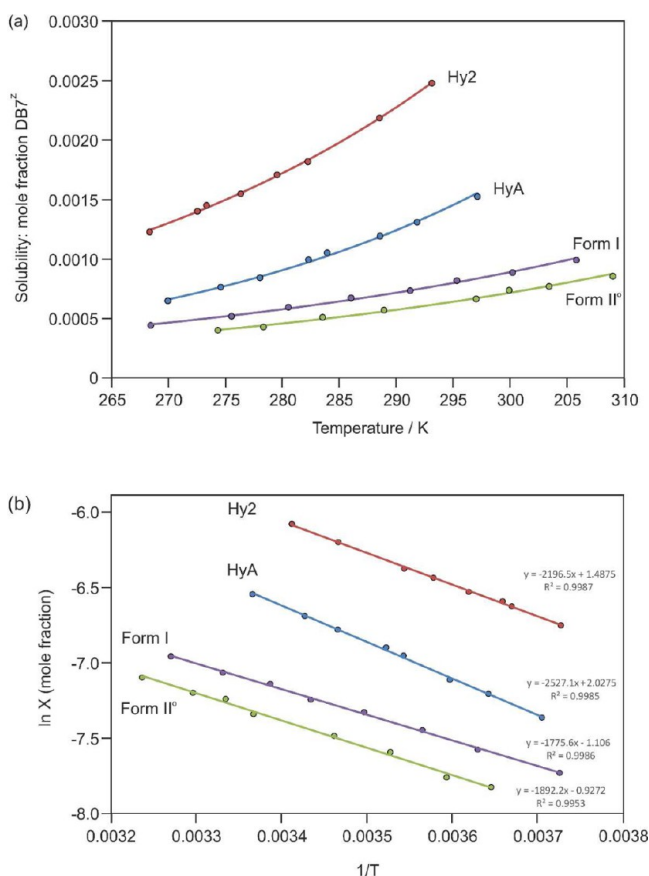 (a)
0.0030
0.0025
0.0020
0.0015
0.0010
0.0005
0
Solubility: mole fraction DB7ᶻ
Hy2
HyA
Form I
Form IIº
265 270 275 280 285 290 295 300 205 310
Temperature / K
(b)
-6.0
-6.5
-7.0
-7.5
-8.0
ln X (mole fraction)
Hy2
HyA
Form I
Form IIº
y = -2196.5x + 1.4875
R² = 0.9987
y = -2527.1x + 2.0275
R² = 0.9985
y = -1775.6x - 1.106
R² = 0.9986
y = -1892.2x - 0.9272
R² = 0.9953
0.0032 0.0033 0.0034 0.0035 0.0036 0.0037 0.0038
1/T